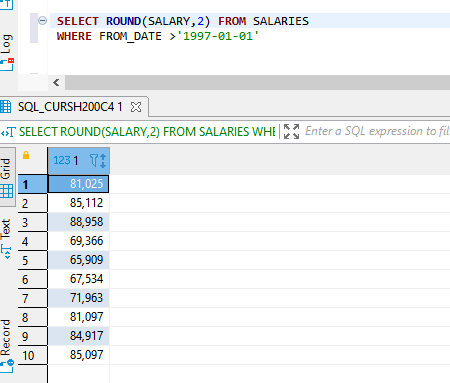 SELECT ROUND(SALARY,2) FROM SALARIES
WHERE FROM_DATE >'1997-01-01'
Log
SQL_CURSH200C4 1
SELECT ROUND(SALARY,2) FROM SALARIES WHE
Enter a SQL expression to fil
Grid
Text
Record
123 1
1 81,025
2 85,112
3 88,958
4 69,366
5 65,909
6 67,534
7 71,963
8 81,097
9 84,917
10 85,097